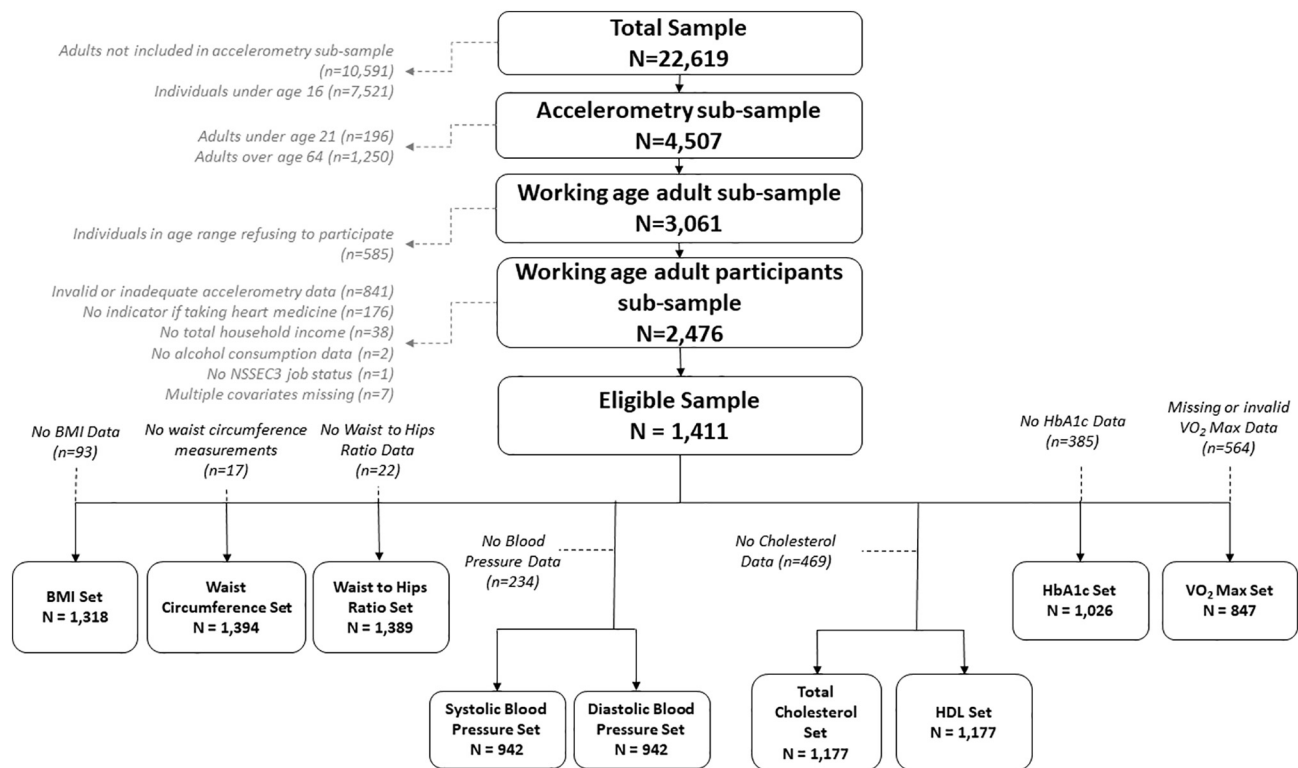 Total Sample
N=22,619
Adults not included in accelerometry sub-sample
(n=10,591)
Individuals under age 16 (n=7,521)
Accelerometry sub-sample
N=4,507
Adults under age 21 (n=196)
Adults over age 64 (n=1,250)
Working age adult sub-sample
N=3,061
Individuals in age range refusing to participate
(n=585)
Working age adult participants
sub-sample
N=2,476
Invalid or inadequate accelerometry data (n=841)
No indicator if taking heart medicine (n=176)
No total household income (n=38)
No alcohol consumption data (n=2)
No NSSEC3 job status (n=1)
Multiple covariates missing (n=7)
Eligible Sample
N = 1,411
No BMI Data
(n=93)
No waist circumference
measurements
(n=17)
No Waist to Hips
Ratio Data
(n=22)
No HbA1c Data
(n=385)
Missing or invalid
VO₂ Max Data
(n=564)
No Blood
Pressure Data
(n=234)
No Cholesterol
Data (n=469)
BMI Set
N = 1,318
Waist
Circumference Set
N = 1,394
Waist to Hips
Ratio Set
N = 1,389
HbA1c Set
N = 1,026
VO₂ Max Set
N = 847
Systolic Blood
Pressure Set
N = 942
Diastolic Blood
Pressure Set
N = 942
Total
Cholesterol
Set
N = 1,177
HDL Set
N = 1,177